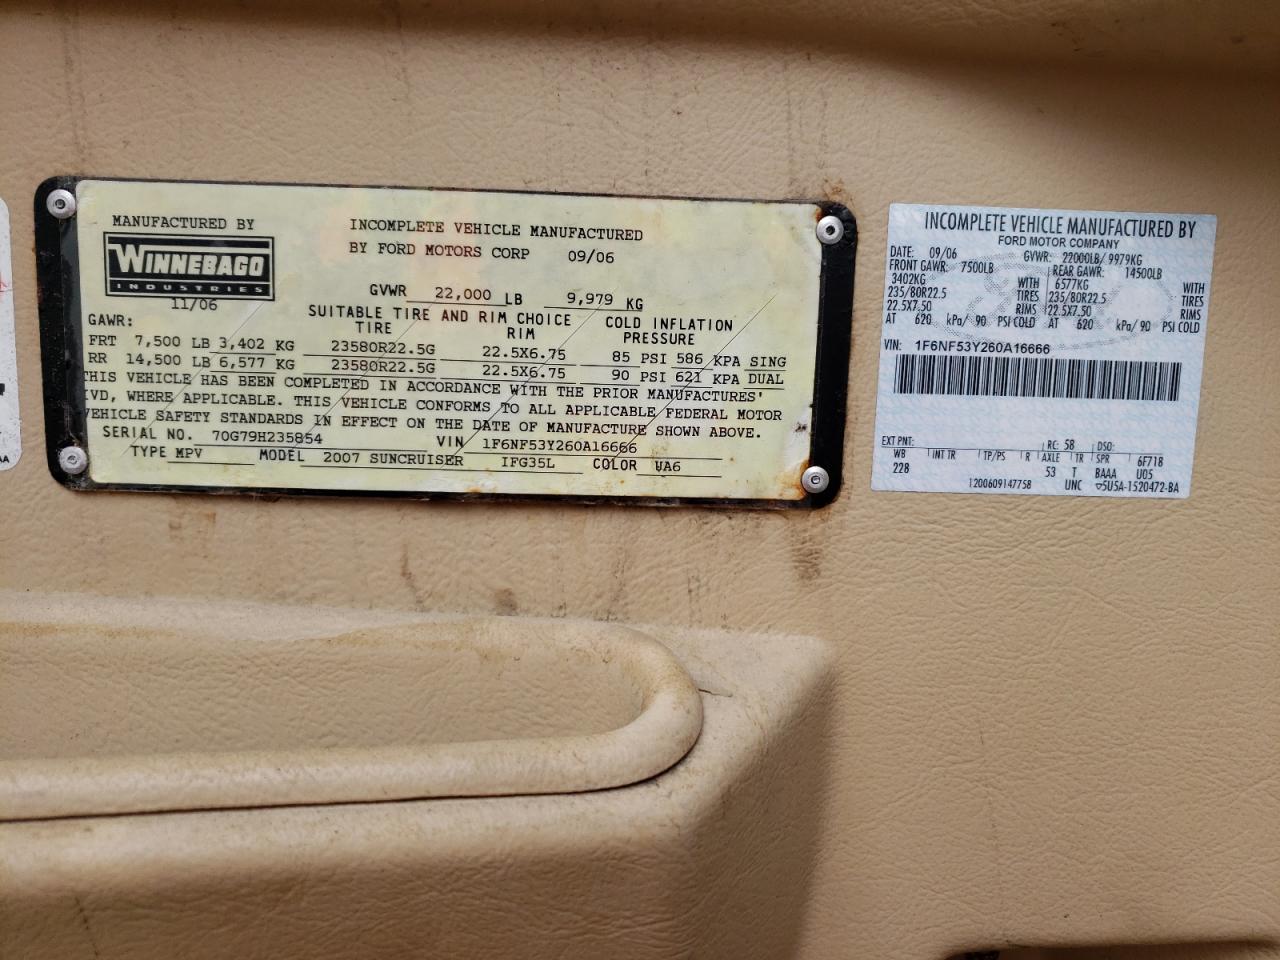 MANUFACTURED BY
WINNEBAGO
INDUSTRIES
11/06
INCOMPLETE VEHICLE MANUFACTURED
BY FORD MOTORS CORP 09/06
GVWR 22,000 LB 9,979 KG
SUITABLE TIRE AND RIM CHOICE COLD INFLATION
GAWR: TIRE RIM PRESSURE
FRT 7,500 LB 3,402 KG 23580R22.5G 22.5X6.75 85 PSI 586 KPA SING
RR 14,500 LB 6,577 KG 23580R22.5G 22.5X6.75 90 PSI 621 KPA DUAL
THIS VEHICLE HAS BEEN COMPLETED IN ACCORDANCE WITH THE PRIOR MANUFACTURES'
IVD, WHERE APPLICABLE. THIS VEHICLE CONFORMS TO ALL APPLICABLE FEDERAL MOTOR
VEHICLE SAFETY STANDARDS IN EFFECT ON THE DATE OF MANUFACTURE SHOWN ABOVE.
SERIAL NO. 70G79H235854 VIN 1F6NF53Y260A16666
TYPE MPV MODEL 2007 SUNCRUISER IFG35L COLOR UA6
INCOMPLETE VEHICLE MANUFACTURED BY
FORD MOTOR COMPANY
DATE: 09/06 GVWR: 22000LB/ 9979KG
FRONT GAWR: 7500LB REAR GAWR: 14500LB
3402KG WITH 6577KG WITH
235/80R22.5 TIRES 235/80R22.5 TIRES
22.5X7.50 RIMS 22.5X7.50 RIMS
AT 620 kPa/ 90 PSI COLD AT 620 kPa/ 90 PSI COLD
VIN: 1F6NF53Y260A16666
EXT PNT: RC: 58 DSO:
WB INT TR TP/PS R AXLE TR SPR 6F718
228 53 T BAAA U05
1200609147758 UNC 5U5A-1520472-BA
AA